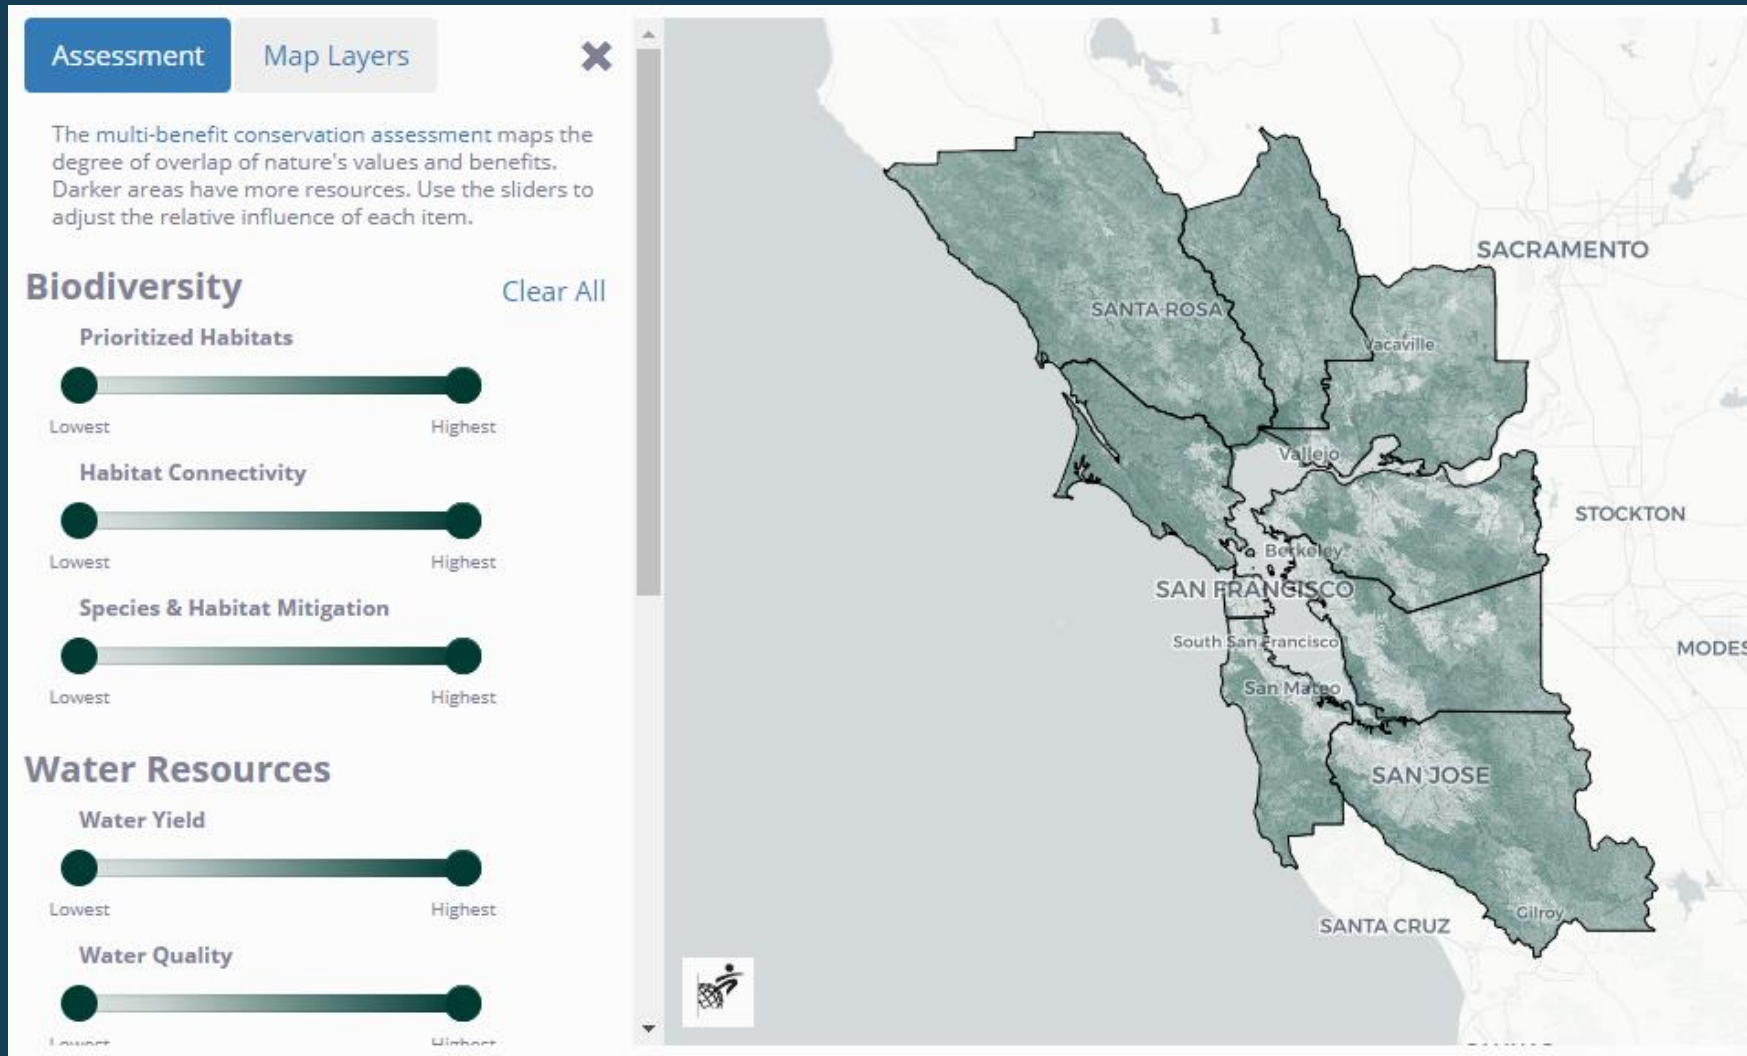 Assessment
Map Layers
The multi-benefit conservation assessment maps the
degree of overlap of nature's values and benefits.
Darker areas have more resources. Use the sliders to
adjust the relative influence of each item.
Biodiversity
Clear All
Prioritized Habitats
Lowest
Highest
Habitat Connectivity
Lowest
Highest
Species & Habitat Mitigation
Lowest
Highest
Water Resources
Water Yield
Lowest
Highest
Water Quality
Lowest
Highest
SACRAMENTO
SANTA ROSA
Vacaville
Vallejo
STOCKTON
Berkeley
SAN FRANCISCO
South San Francisco
MODES
San Mateo
SAN JOSE
Gilroy
SANTA CRUZ